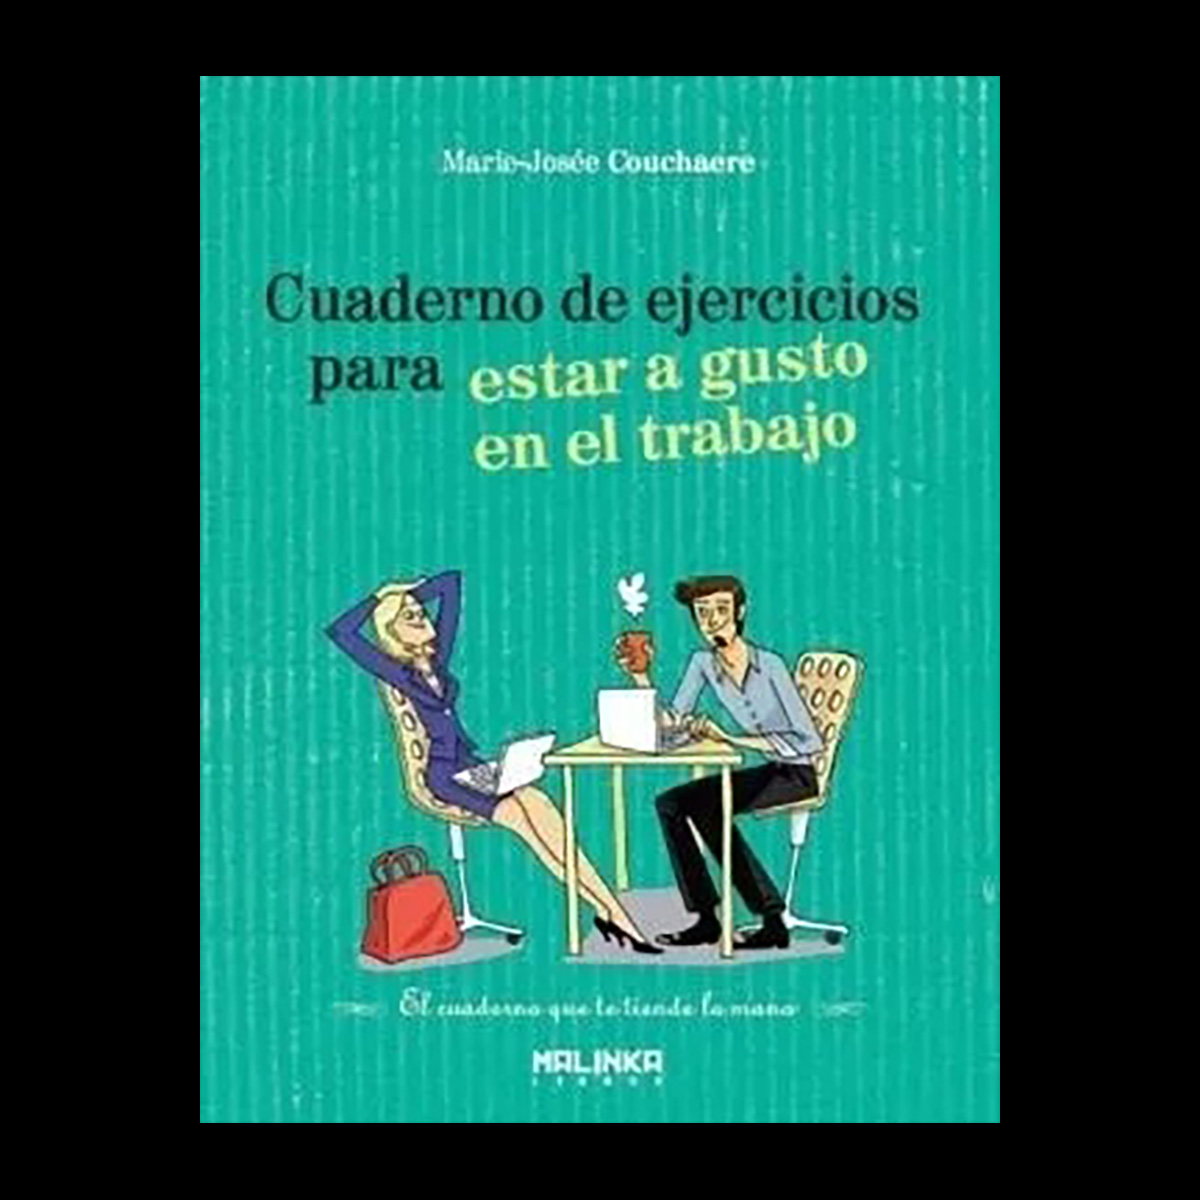 Marie-Josée Couchaere
Cuaderno de ejercicios
para estar a gusto
en el trabajo
El cuaderno que te tiende la mano
MALINKA
LIBROS